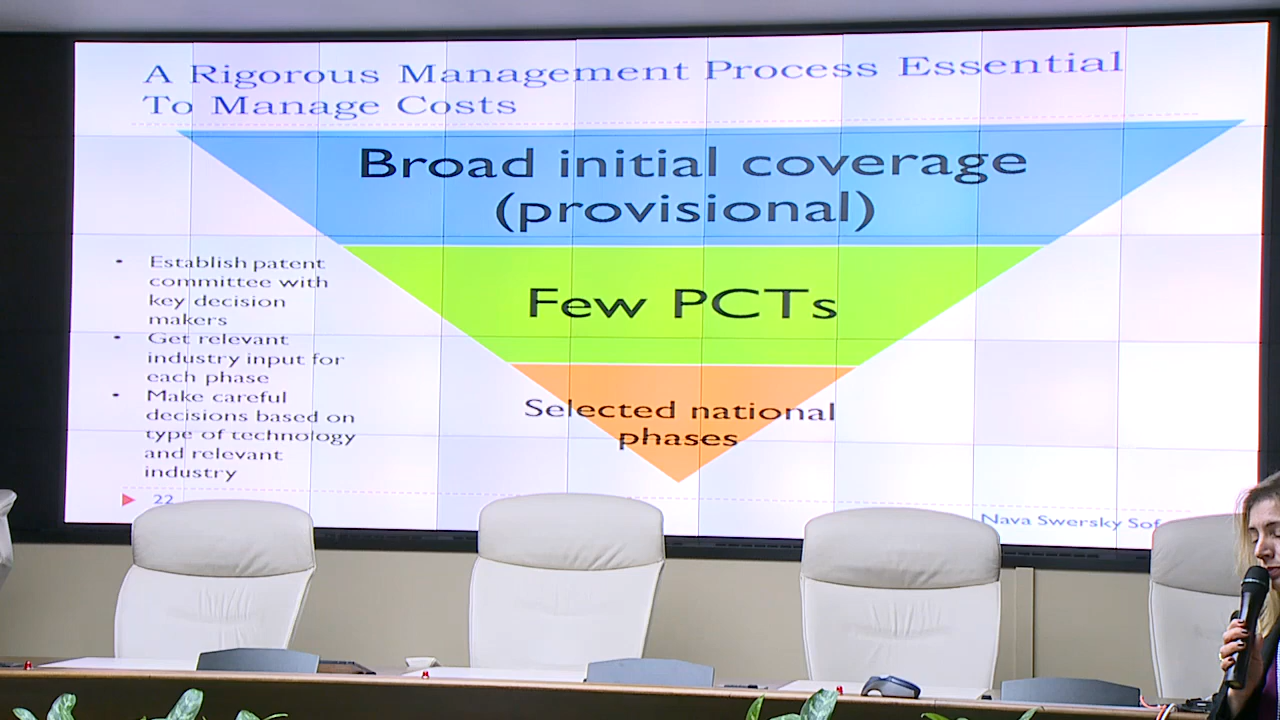 A Rigorous Management Process Essential
To Manage Costs
Broad initial coverage
(provisional)
Few PCTs
Selected national
phases
• Establish patent
committee with
key decision
makers
• Get relevant
industry input for
each phase
• Make careful
decisions based on
type of technology
and relevant
industry
22
Nava Swersky